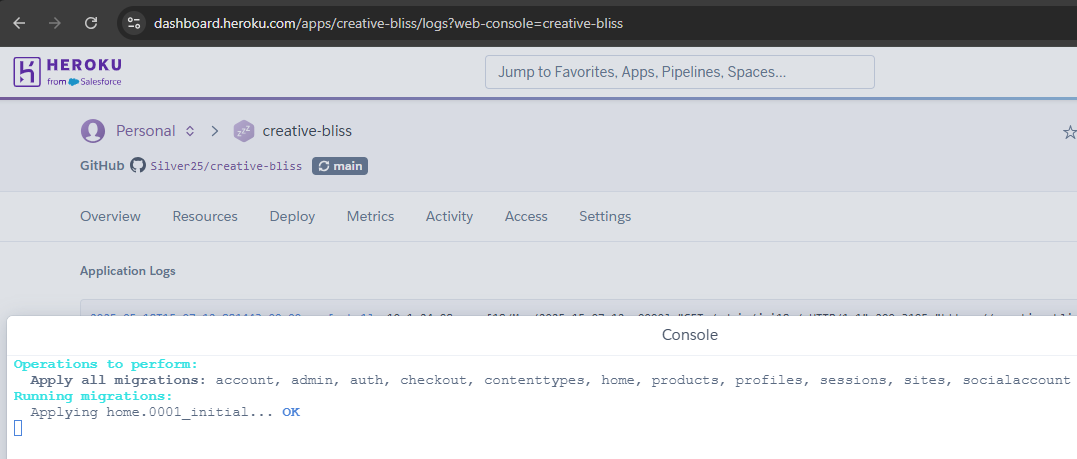 dashboard.heroku.com/apps/creative-bliss/logs?web-console=creative-bliss
HEROKU
from Salesforce
Jump to Favorites, Apps, Pipelines, Spaces...
Personal
creative-bliss
GitHub Silver25/creative-bliss main
Overview Resources Deploy Metrics Activity Access Settings
Application Logs
Console
Operations to perform:
Apply all migrations: account, admin, auth, checkout, contenttypes, home, products, profiles, sessions, sites, socialaccount
Running migrations:
Applying home.0001_initial... OK